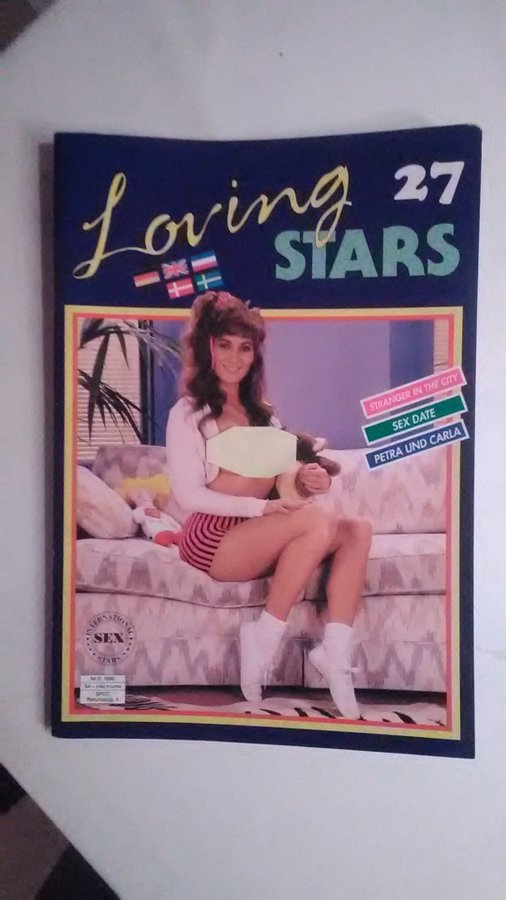 Loving
27
STARS
STRANGER IN THE CITY
SEX DATE
PETRA UND CARLA
INTERNATIONAL
SEX
STARS